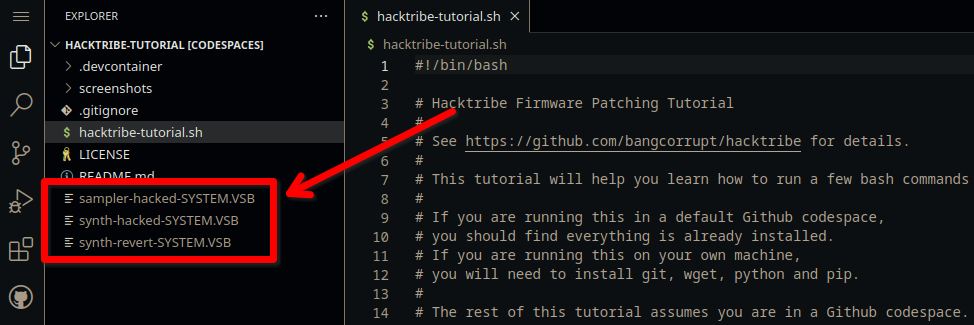 EXPLORER
HACKTRIBE-TUTORIAL [CODESPACES]
.devcontainer
screenshots
.gitignore
$ hacktribe-tutorial.sh
LICENSE
README.md
sampler-hacked-SYSTEM.VSB
synth-hacked-SYSTEM.VSB
synth-revert-SYSTEM.VSB
$ hacktribe-tutorial.sh
$ hacktribe-tutorial.sh
1 #!/bin/bash
2
3 # Hacktribe Firmware Patching Tutorial
4 #
5 # See https://github.com/bangcorrupt/hacktribe for details.
6 #
7 # This tutorial will help you learn how to run a few bash commands
8 #
9 # If you are running this in a default Github codespace,
10 # you should find everything is already installed.
11 # If you are running this on your own machine,
12 # you will need to install git, wget, python and pip.
13 #
14 # The rest of this tutorial assumes you are in a Github codespace.